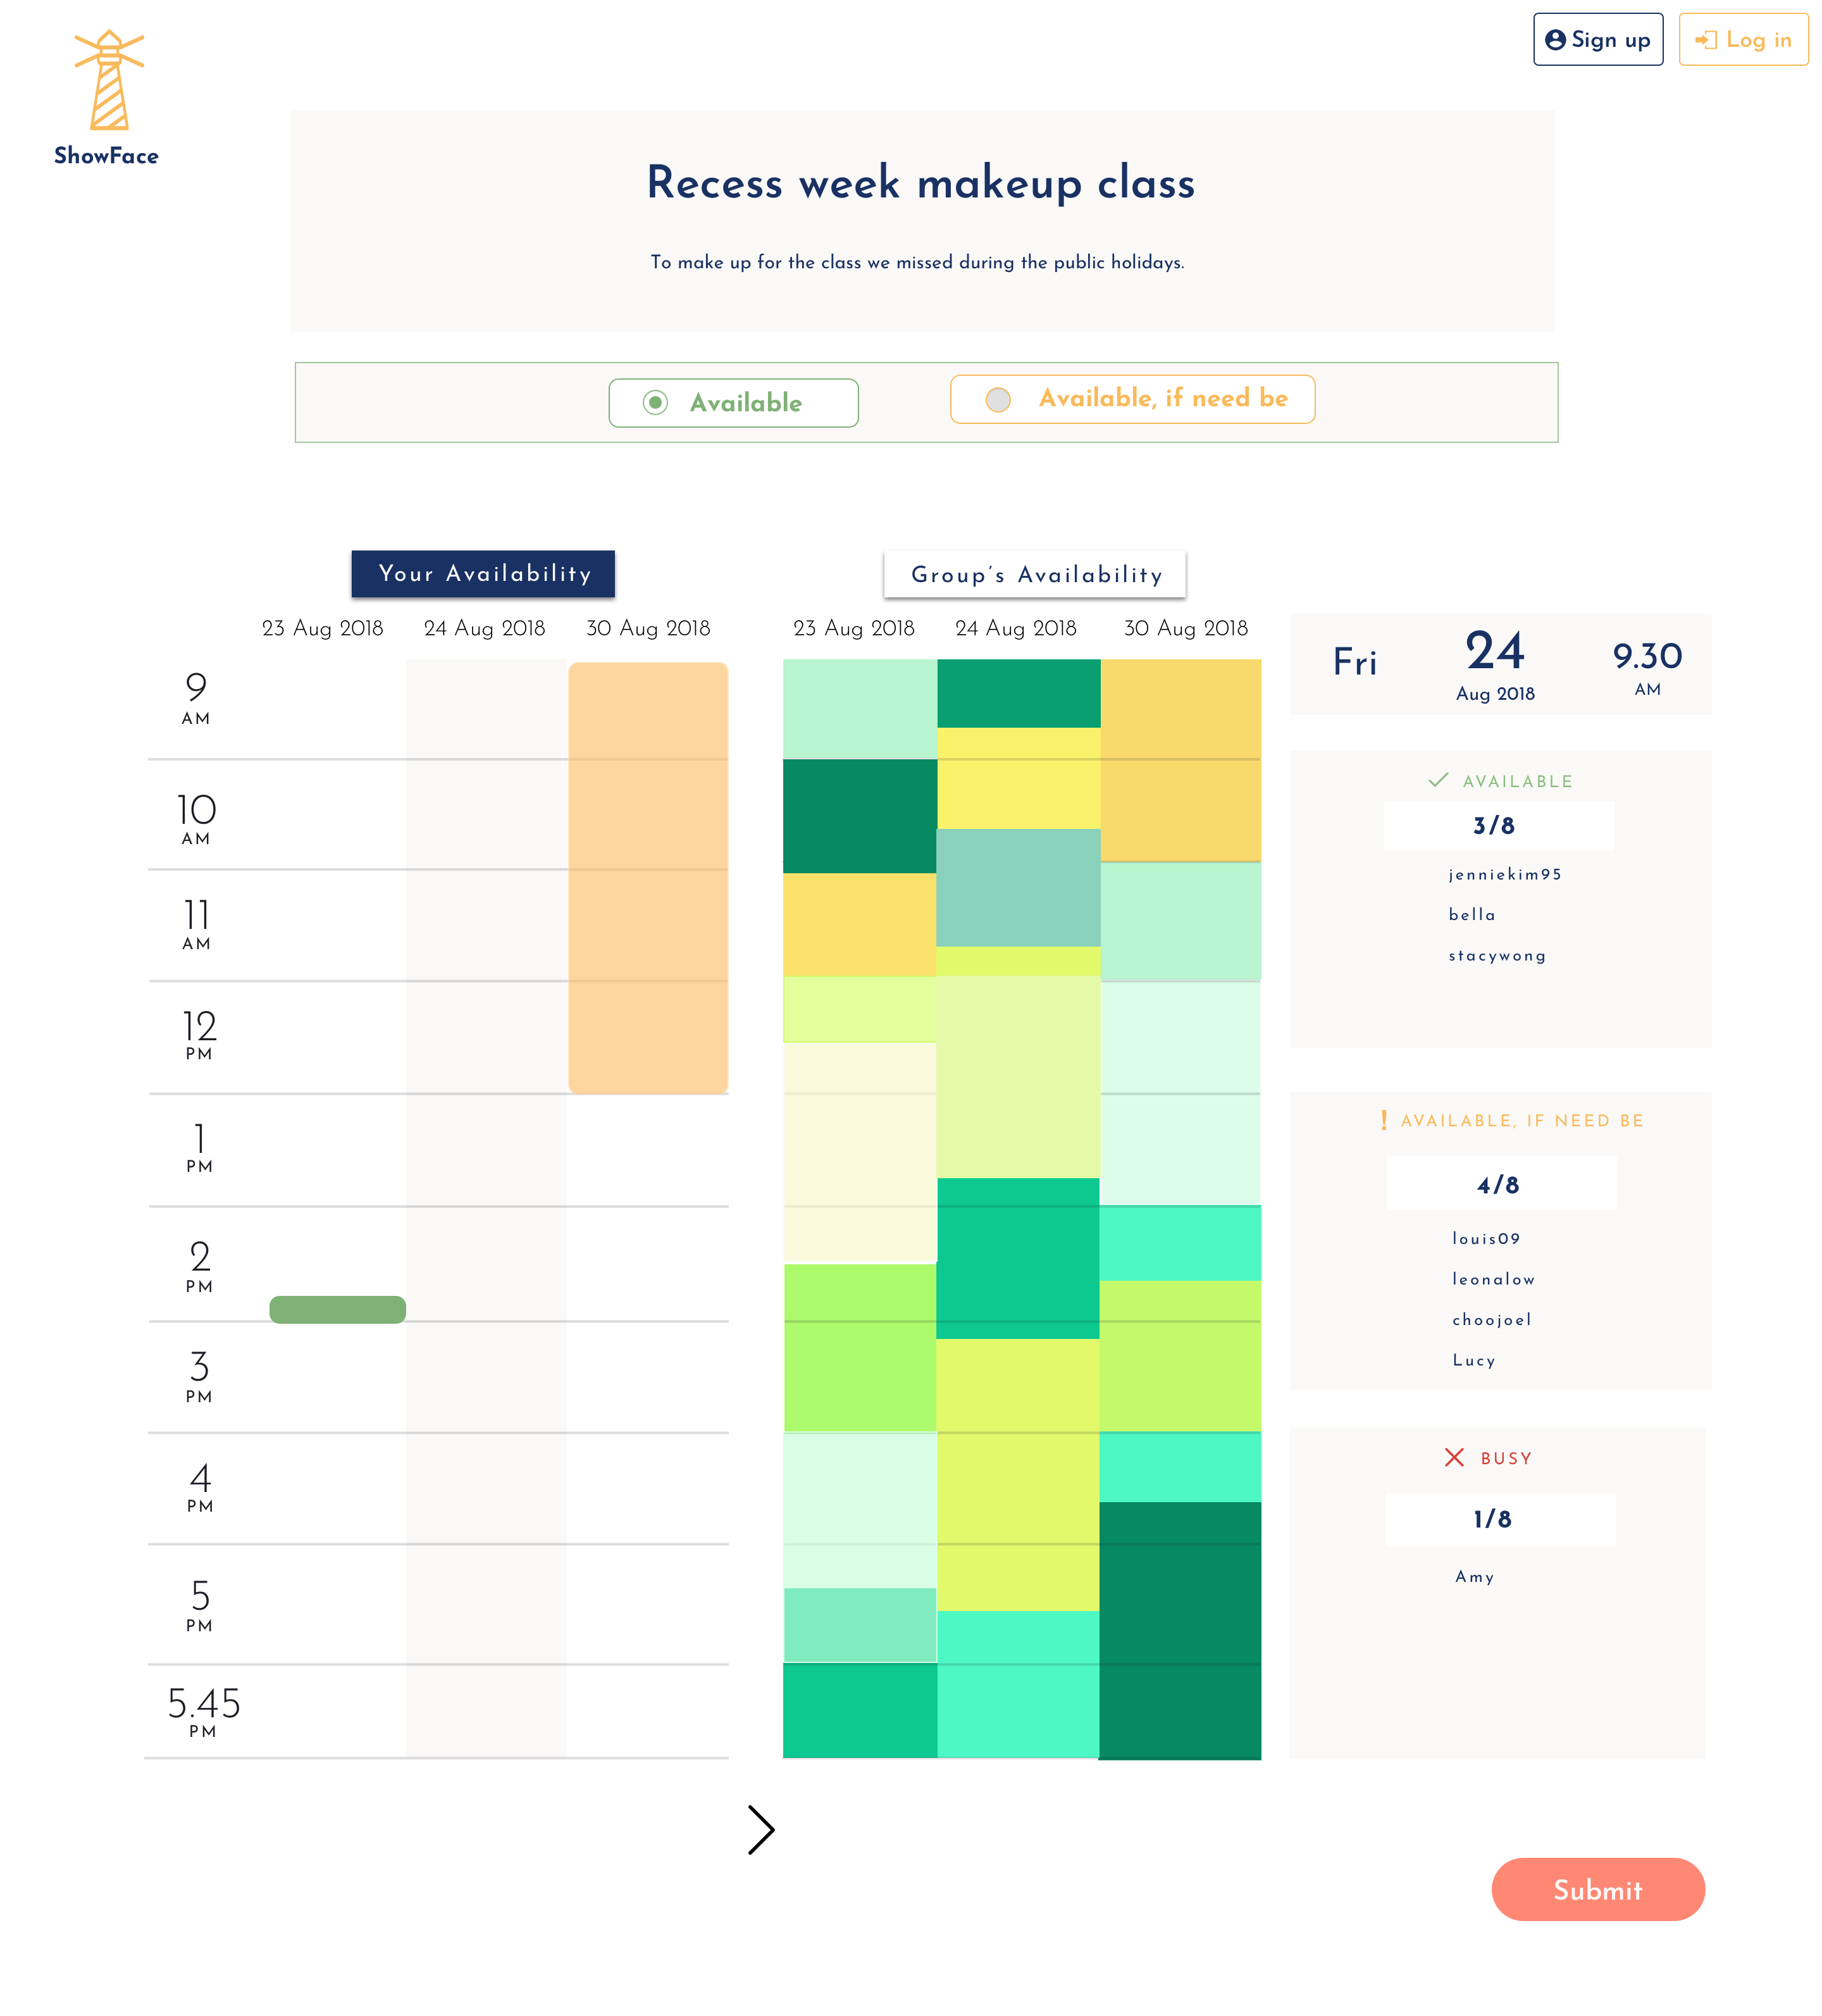 Sign up
Log in
ShowFace
Recess week makeup class
To make up for the class we missed during the public holidays.
Available
Available, if need be
Your Availability
Group's Availability
23 Aug 2018
24 Aug 2018
30 Aug 2018
23 Aug 2018
24 Aug 2018
30 Aug 2018
9
AM
10
AM
11
AM
12
PM
1
PM
2
PM
3
PM
4
PM
5
PM
5.45
PM
Fri
24
Aug 2018
9.30
AM
AVAILABLE
3/8
jenniekim95
bella
stacywong
! AVAILABLE, IF NEED BE
4/8
louis09
leonalow
choojoel
Lucy
BUSY
1/8
Amy
Submit